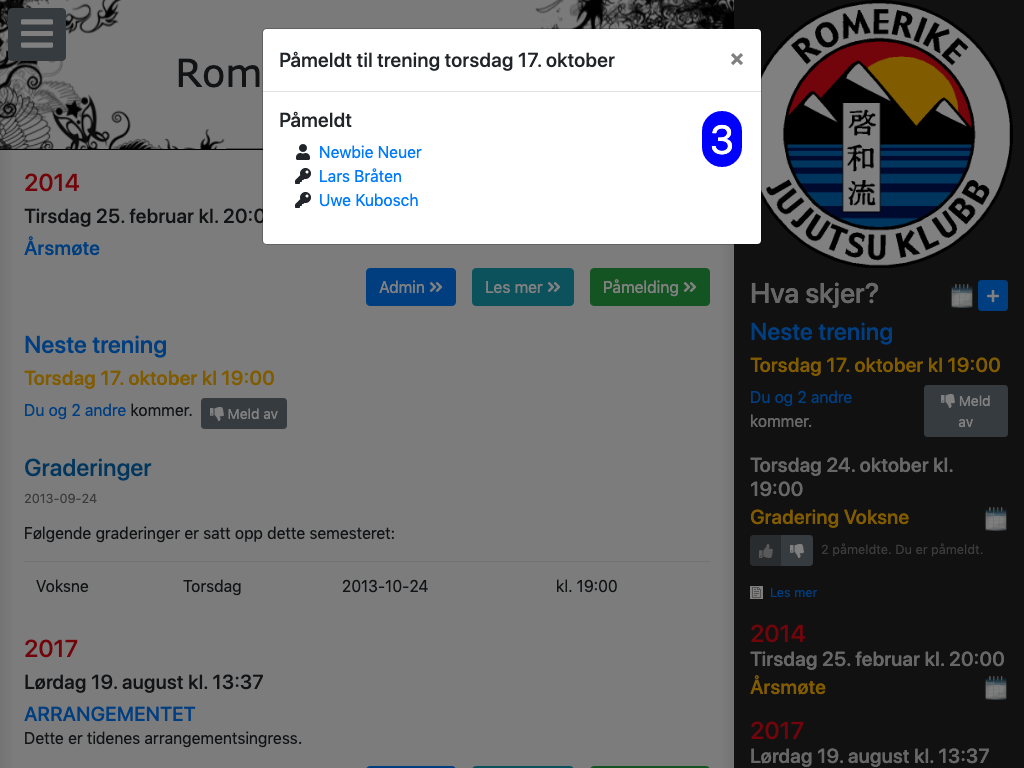 Rom
Påmeldt til trening torsdag 17. oktober
×
Påmeldt
3
Newbie Neuer
Lars Bråten
Uwe Kubosch
2014
Tirsdag 25. februar kl. 20:0
Årsmøte
Admin »
Les mer »
Påmelding »
Neste trening
Torsdag 17. oktober kl 19:00
Du og 2 andre kommer.
Meld av
Graderinger
2013-09-24
Følgende graderinger er satt opp dette semesteret:
Voksne Torsdag 2013-10-24 kl. 19:00
2017
Lørdag 19. august kl. 13:37
ARRANGEMENTET
Dette er tidenes arrangementsingress.
ROMERIKE
啓和流
JUJUTSU KLUBB
Hva skjer?
+
Neste trening
Torsdag 17. oktober kl 19:00
Du og 2 andre
kommer.
Meld
av
Torsdag 24. oktober kl.
19:00
Gradering Voksne
2 påmeldte. Du er påmeldt.
Les mer
2014
Tirsdag 25. februar kl. 20:00
Årsmøte
2017
Lørdag 19. august kl. 13:37